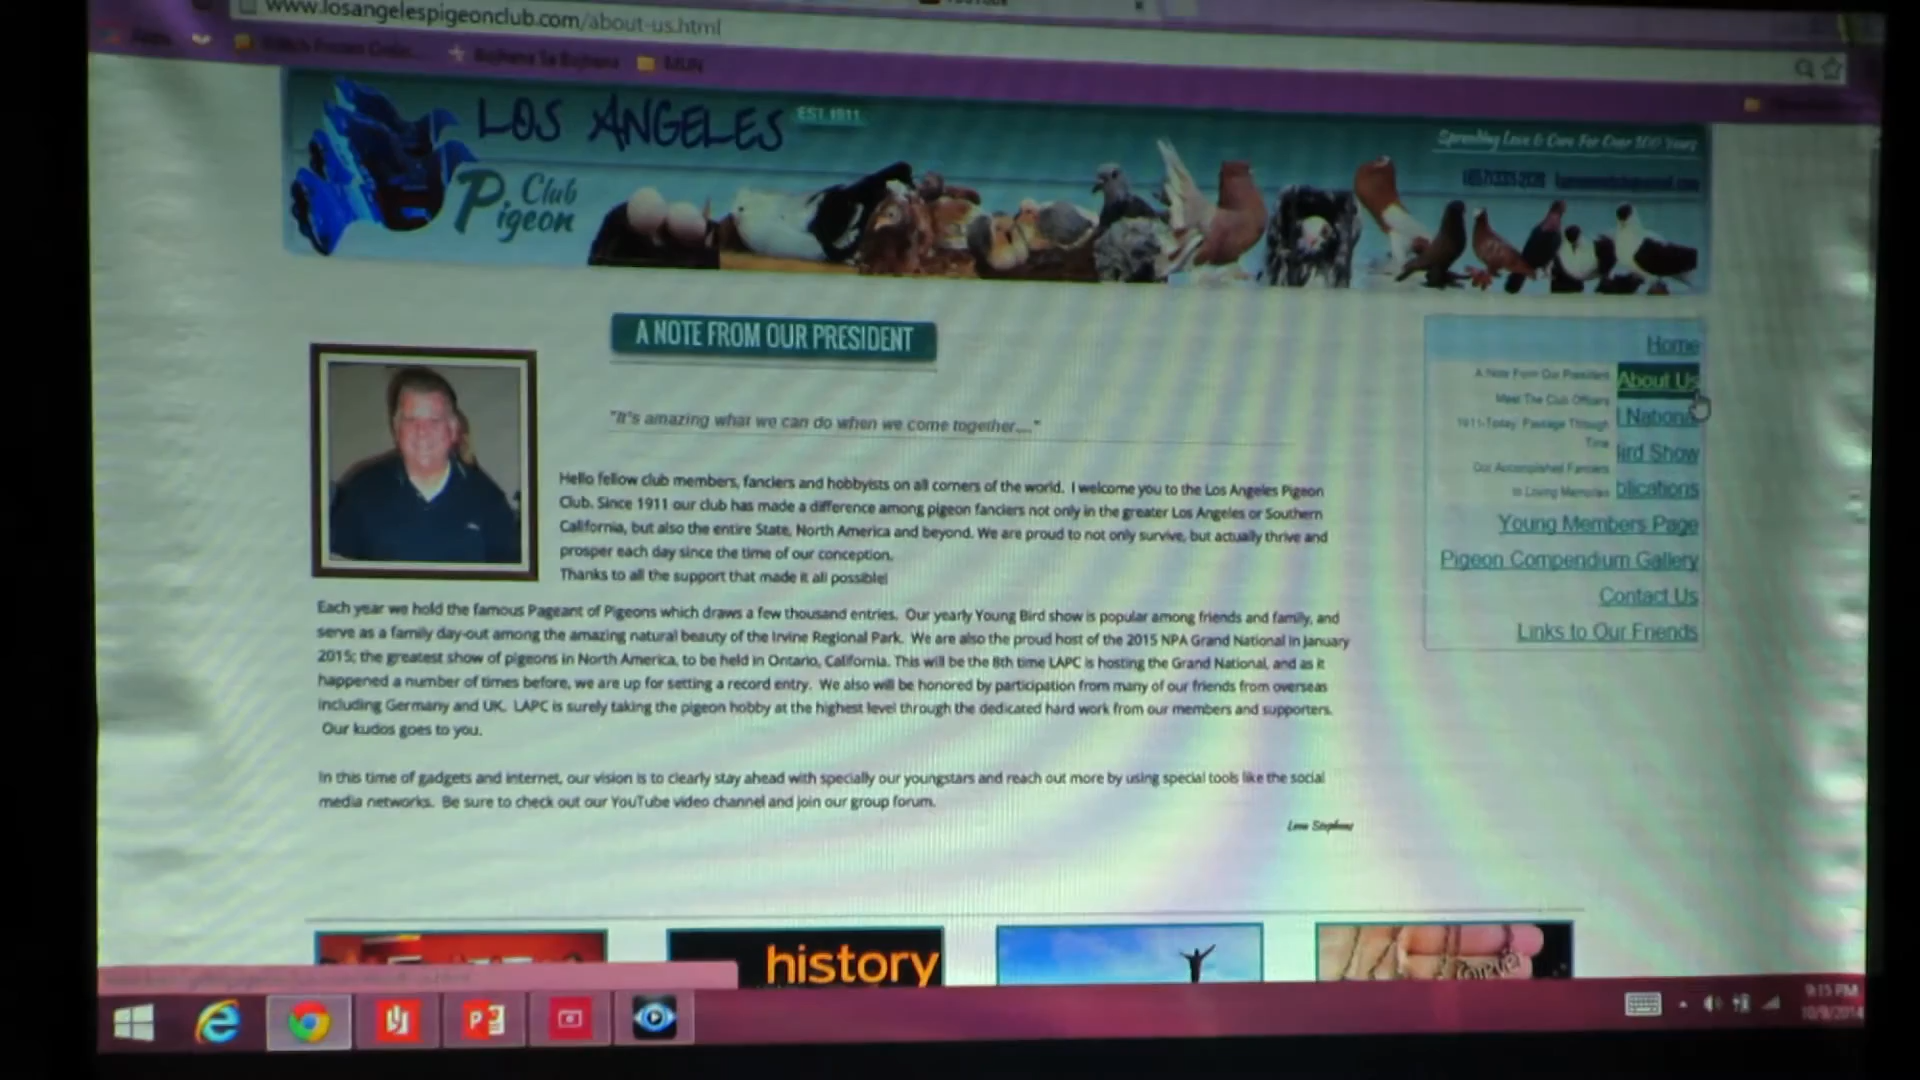 www.losangelespigeonclub.com/about-us.html
Bujhena Se Bujhena
MUN
LOS ANGELES
EST 1911
Pigeon Club
Spreading Love & Care For Over 100 Years
A NOTE FROM OUR PRESIDENT
"It's amazing what we can do when we come together...."
Hello fellow club members, fanciers and hobbyists on all corners of the world. I welcome you to the Los Angeles Pigeon
Club. Since 1911 our club has made a difference among pigeon fanciers not only in the greater Los Angeles or Southern
California, but also the entire State, North America and beyond. We are proud to not only survive, but actually thrive and
prosper each day since the time of our conception.
Thanks to all the support that made it all possible!
Each year we hold the famous Pageant of Pigeons which draws a few thousand entries. Our yearly Young Bird show is popular among friends and family, and
serve as a family day-out among the amazing natural beauty of the Irvine Regional Park. We are also the proud host of the 2015 NPA Grand National in January
2015; the greatest show of pigeons in North America, to be held in Ontario, California. This will be the 8th time LAPC is hosting the Grand National, and as it
happened a number of times before, we are up for setting a record entry. We also will be honored by participation from many of our friends from overseas
including Germany and UK. LAPC is surely taking the pigeon hobby at the highest level through the dedicated hard work from our members and supporters.
Our kudos goes to you.
In this time of gadgets and internet, our vision is to clearly stay ahead with specially our youngstars and reach out more by using special tools like the social
media networks. Be sure to check out our YouTube video channel and join our group forum.
Home
A Note From Our President
About Us
Meet The Club Officers
l National
1911-Today: Passage Through
Time
ird Show
Our Accomplished Fanciers
In Loving Memories
blications
Young Members Page
Pigeon Compendium Gallery
Contact Us
Links to Our Friends
history
9:15 PM
10/9/2014